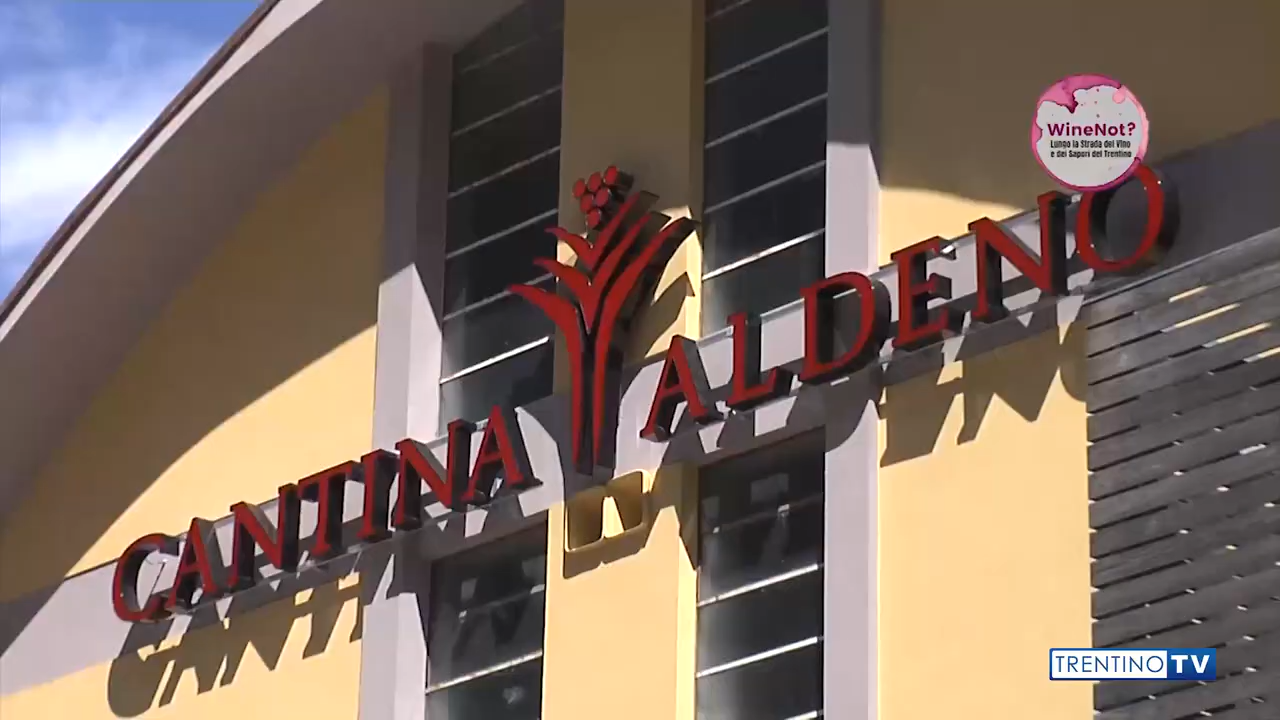 WineNot?
Lungo la Strada del Vino
e dei Sapori del Trentino
CANTINA ALDENO
TRENTINO TV